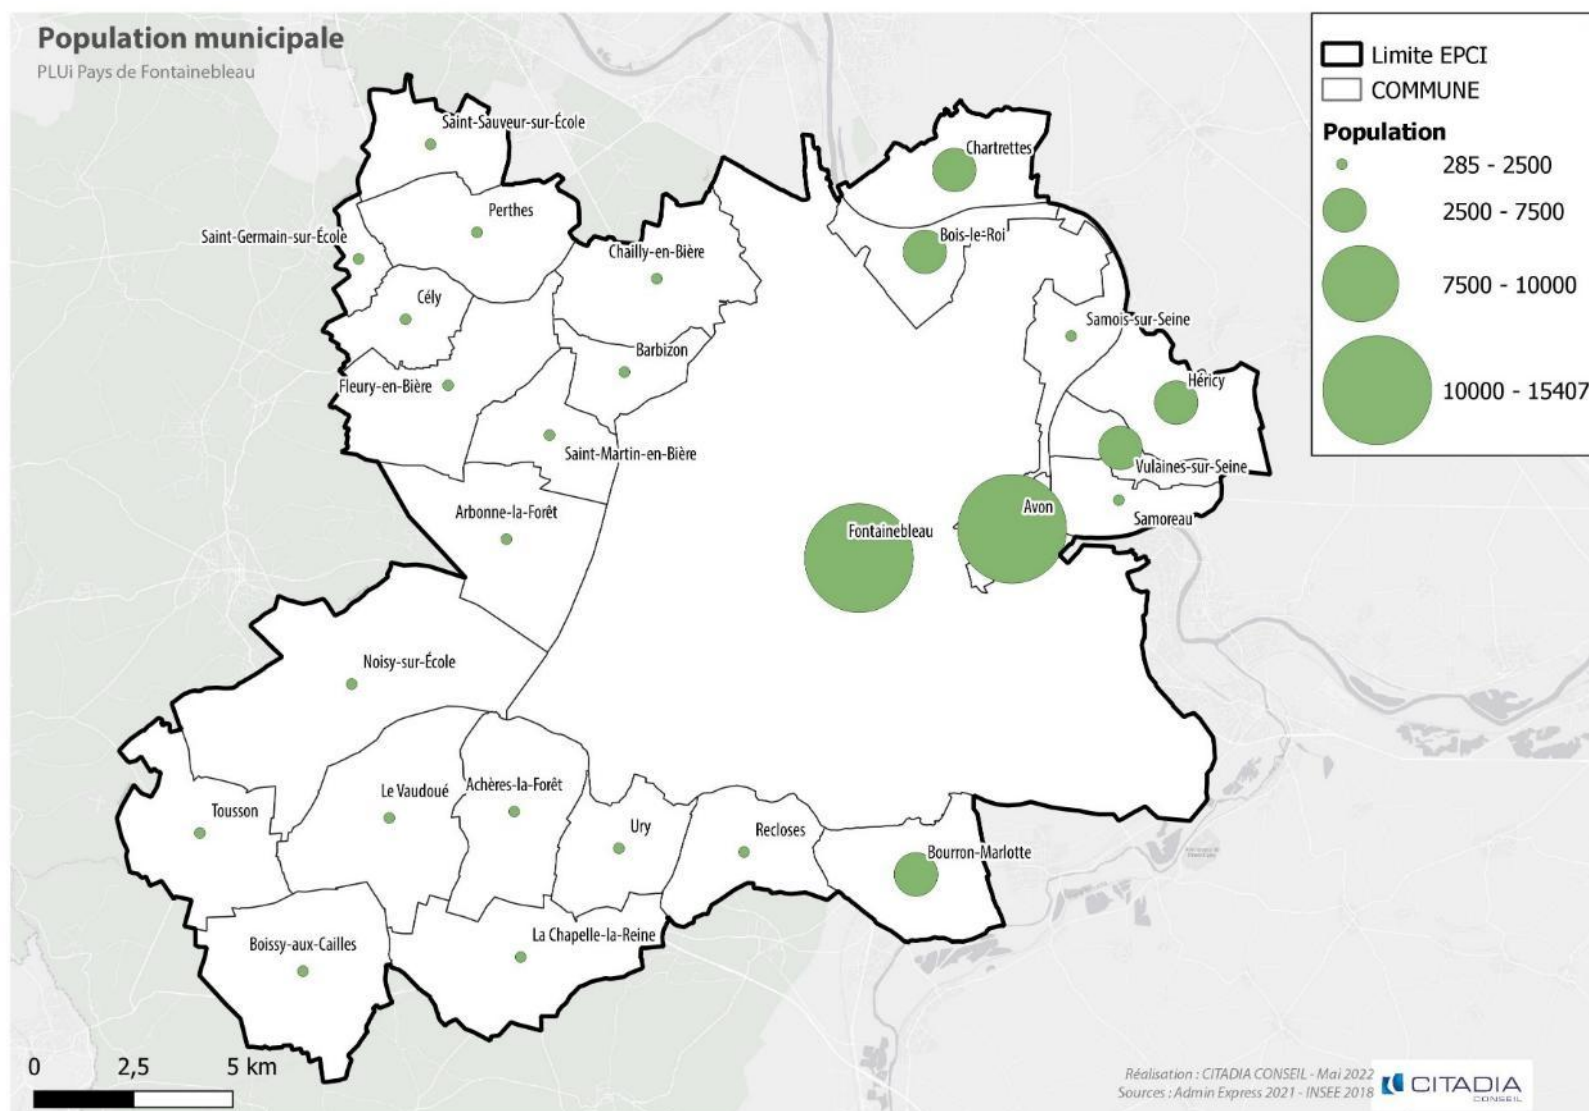 Population municipale
PLUi Pays de Fontainebleau
Limite EPCI
COMMUNE
Population
285 - 2500
2500 - 7500
7500 - 10000
10000 - 15407
Saint-Sauveur-sur-École
Chartrettes
Perthes
Saint-Germain-sur-École
Bois-le-Roi
Chailly-en-Bière
Cély
Samois-sur-Seine
Barbizon
Fleury-en-Bière
Héricy
Saint-Martin-en-Bière
Vulaines-sur-Seine
Arbonne-la-Forêt
Avon
Samoreau
Fontainebleau
Noisy-sur-École
Achères-la-Forêt
Le Vaudoué
Tousson
Ury
Recloses
Bourron-Marlotte
La Chapelle-la-Reine
Boissy-aux-Cailles
0 2,5 5 km
Réalisation : CITADIA CONSEIL - Mai 2022
Sources : Admin Express 2021 - INSEE 2018
CITADIA
CONSEIL